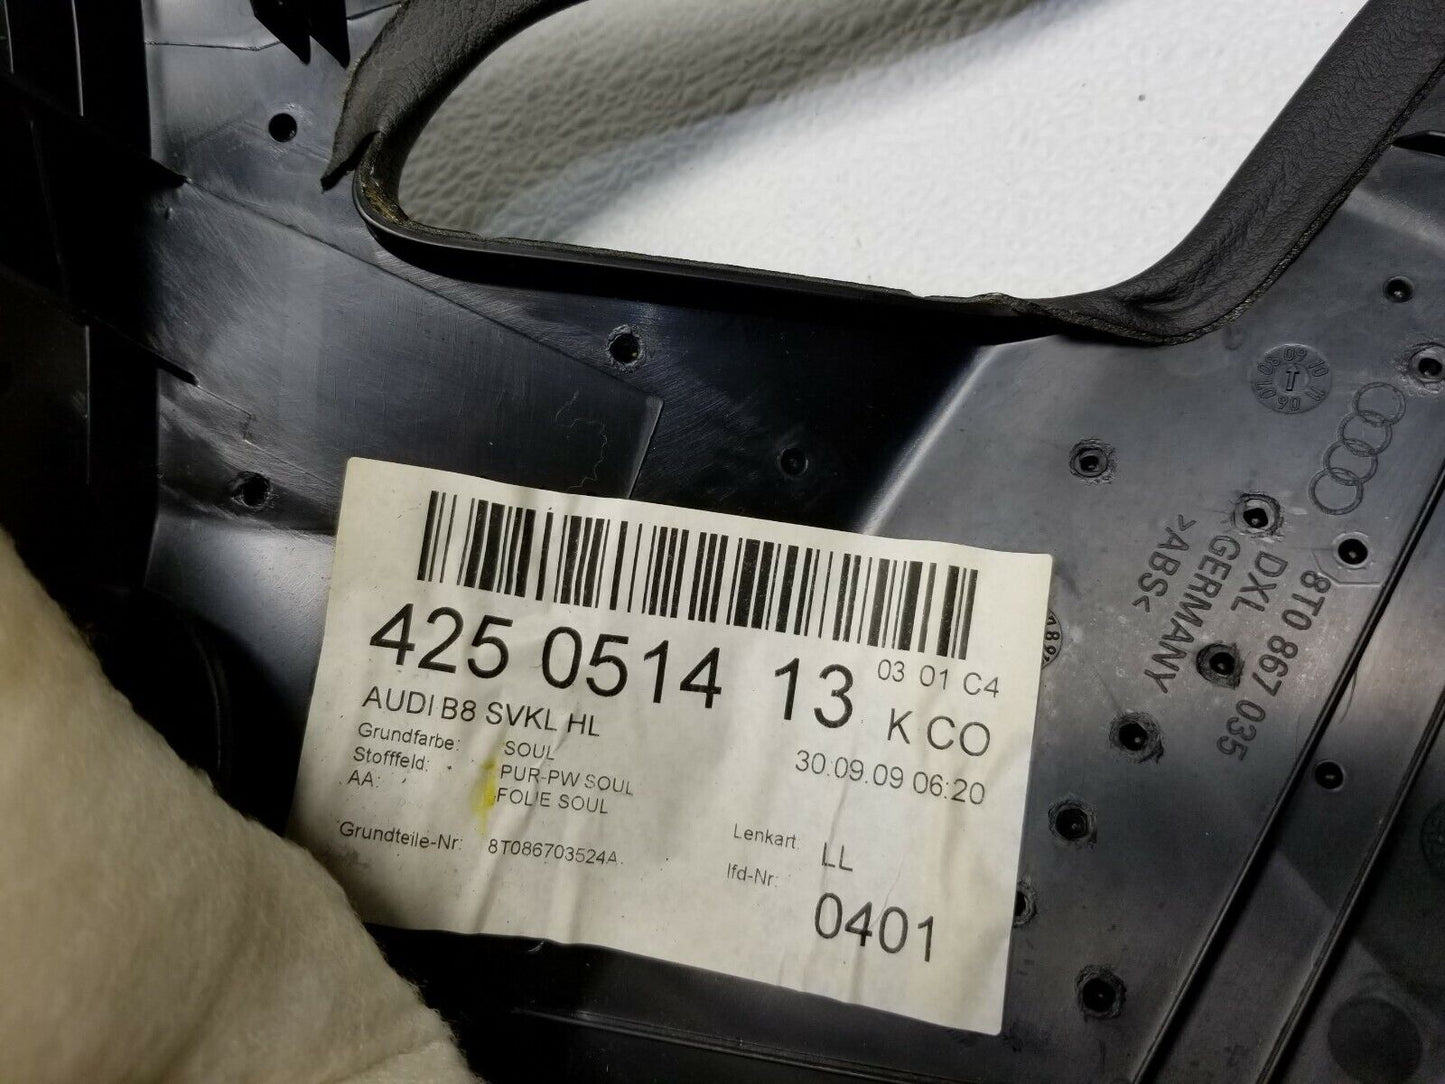 425 0514 13 03 01 C4
AUDI B8 SVKL HL K CO
Grundfarbe: SOUL 30.09.09 06:20
Stofffeld: PUR-PW SOUL
AA: FOLIE SOUL
Grundteile-Nr: 8T086703524A. Lenkart: LL
lfd-Nr: 0401
8T0 867 035
DXL
GERMANY
>ABS<